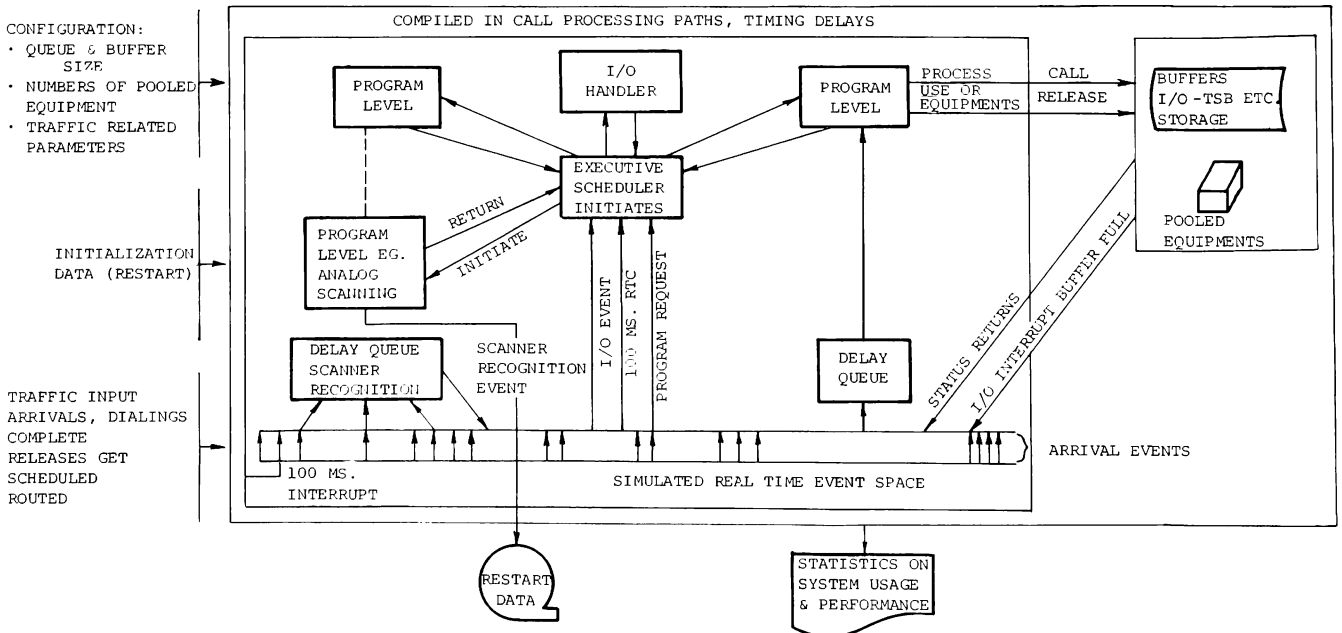 COMPILED IN CALL PROCESSING PATHS, TIMING DELAYS
CONFIGURATION:
· QUEUE & BUFFER
SIZE
· NUMBERS OF POOLED
EQUIPMENT
· TRAFFIC RELATED
PARAMETERS
INITIALIZATION
DATA (RESTART)
TRAFFIC INPUT
ARRIVALS, DIALINGS
COMPLETE
RELEASES GET
SCHEDULED
ROUTED
PROGRAM
LEVEL
I/O
HANDLER
PROGRAM
LEVEL
PROCESS CALL
USE OR RELEASE
EQUIPMENTS
BUFFERS
I/O-TSB ETC.
STORAGE
POOLED
EQUIPMENTS
EXECUTIVE
SCHEDULER
INITIATES
RETURN
INITIATE
PROGRAM
LEVEL EG.
ANALOG
SCANNING
I/O EVENT
100 MS. RTC
PROGRAM REQUEST
STATUS RETURNS
I/O INTERRUPT BUFFER FULL
DELAY QUEUE
SCANNER
RECOGNITION
SCANNER
RECOGNITION
EVENT
DELAY
QUEUE
ARRIVAL EVENTS
100 MS.
INTERRUPT
SIMULATED REAL TIME EVENT SPACE
RESTART
DATA
STATISTICS ON
SYSTEM USAGE
& PERFORMANCE